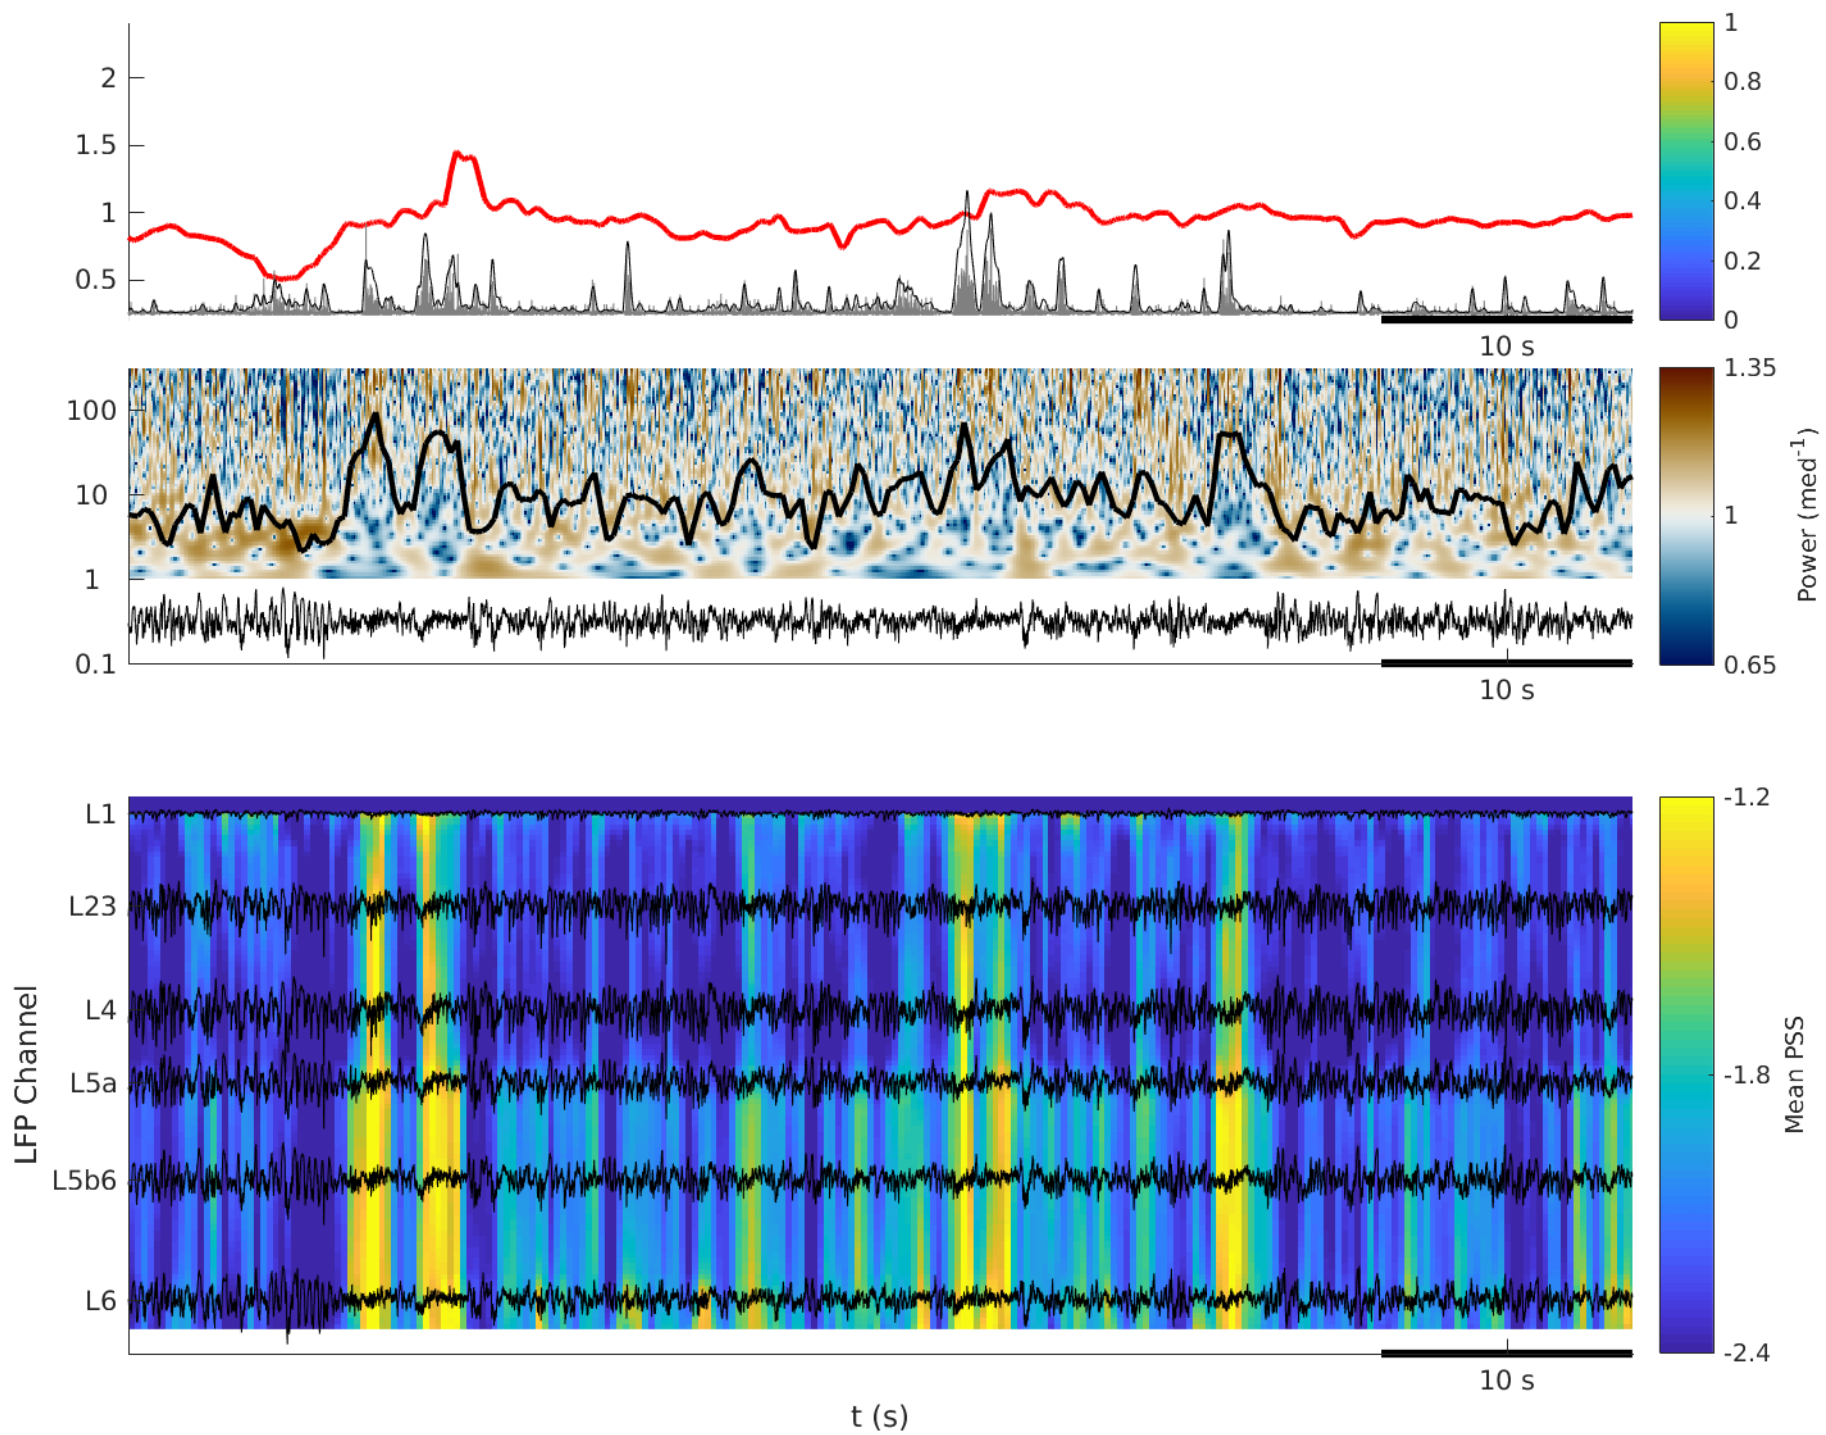 2
1.5
1
0.5
10 s
1
0.8
0.6
0.4
0.2
0
100
10
1
0.1
10 s
1.35
1
0.65
Power (med⁻¹)
L1
L23
L4
L5a
L5b6
L6
LFP Channel
10 s
t (s)
-1.2
-1.8
-2.4
Mean PSS